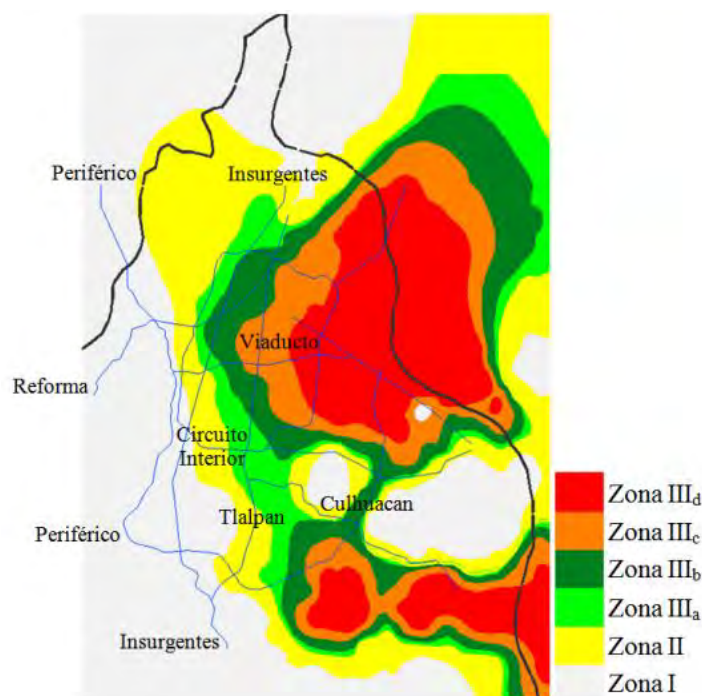 Periférico
Insurgentes
Viaducto
Reforma
Circuito
Interior
Culhuacan
Tlalpan
Periférico
Insurgentes
Zona IIId
Zona IIIc
Zona IIIb
Zona IIIa
Zona II
Zona I